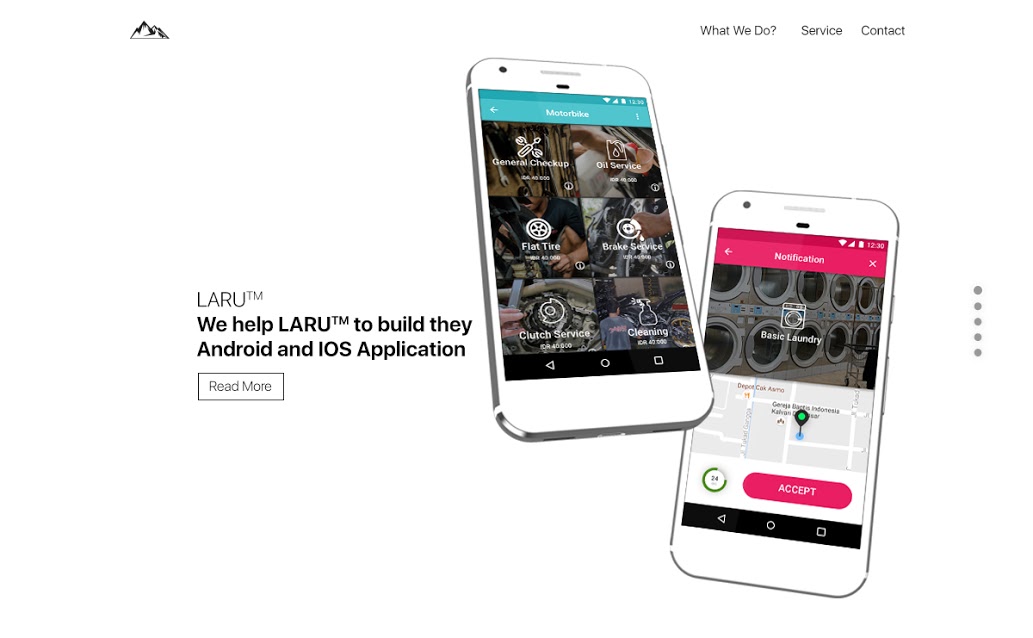 What We Do? Service Contact
12:30
Motorbike
General Checkup
IDR 40.000
Oil Service
IDR 40.000
Flat Tire
IDR 40.000
Brake Service
IDR 40.000
Clutch Service
IDR 40.000
Cleaning
IDR 40.000
LARU™
We help LARU™ to build they
Android and IOS Application
Read More
12:30
Notification
Basic Laundry
Depot Cak Asmo
Gereja Baptis Indonesia
Tukad Gangga
24
ACCEPT